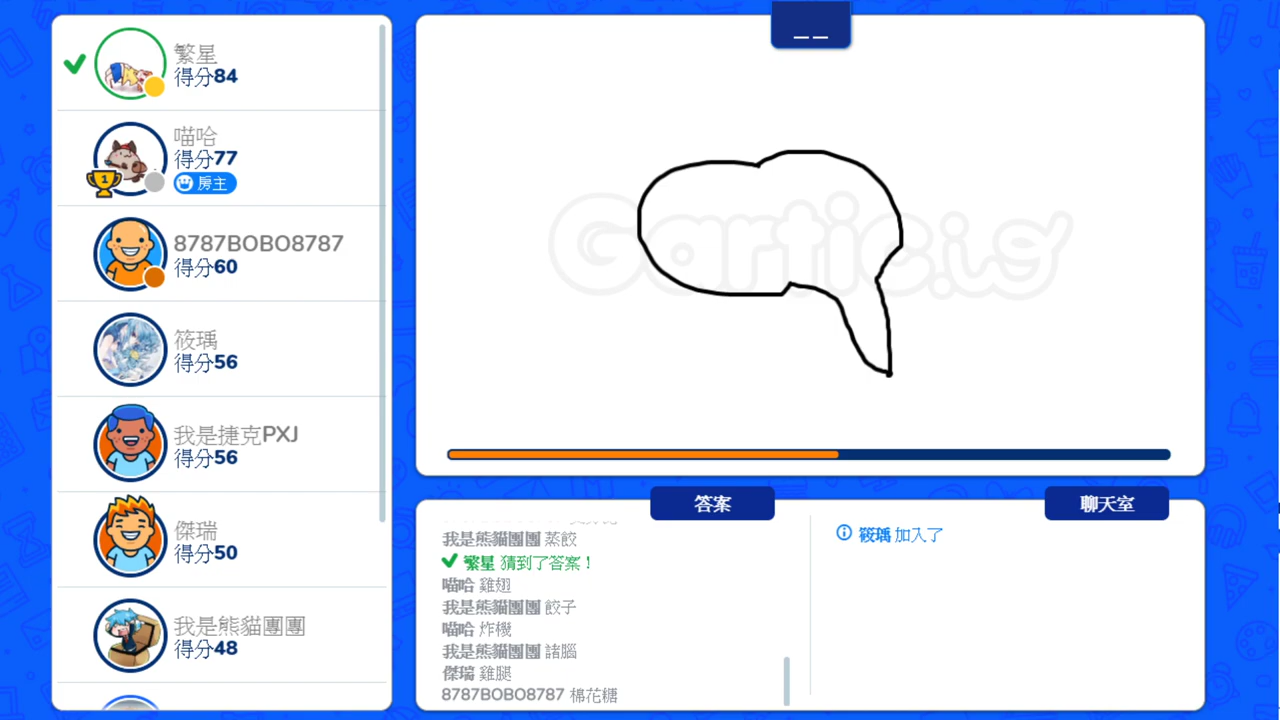 繁星
得分84
喵哈
得分77
1
房主
8787BOBO8787
得分60
筱瑀
得分56
我是捷克PXJ
得分56
傑瑞
得分50
我是熊貓團團
得分48
_ _
Gartic.io
答案
我是熊貓團團 蒸餃
繁星 猜到了答案！
喵哈 雞翅
我是熊貓團團 餃子
喵哈 炸機
我是熊貓團團 諸腦
傑瑞 雞腿
8787BOBO8787 棉花糖
聊天室
筱瑀 加入了